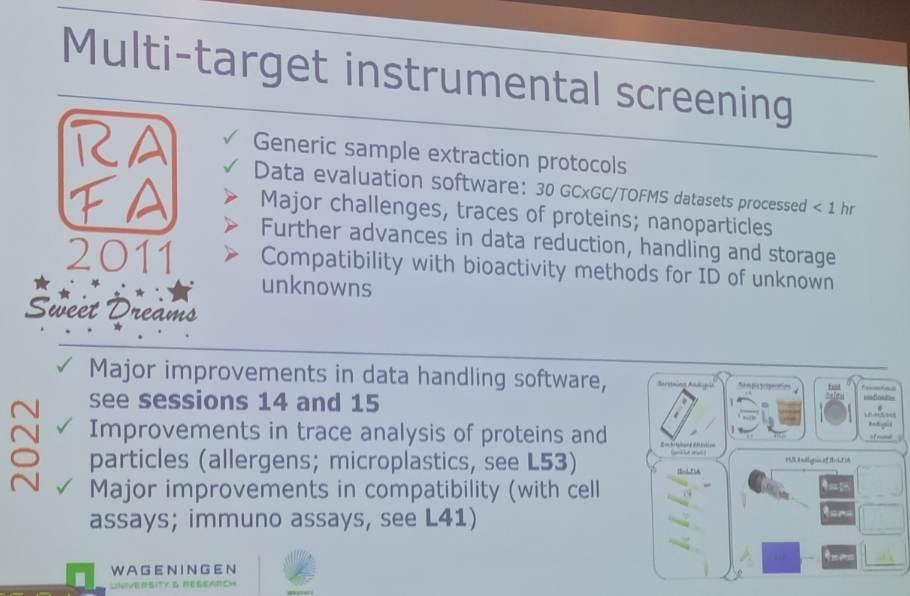 Multi-target instrumental screening
RA
FA
2011
Sweet Dreams
Generic sample extraction protocols
Data evaluation software: 30 GCxGC/TOFMS datasets processed < 1 hr
Major challenges, traces of proteins; nanoparticles
Further advances in data reduction, handling and storage
Compatibility with bioactivity methods for ID of unknown
unknowns
2022
Major improvements in data handling software,
see sessions 14 and 15
Improvements in trace analysis of proteins and
particles (allergens; microplastics, see L53)
Major improvements in compatibility (with cell
assays; immuno assays, see L41)
Screening Analysis
Sample preparation
WAGENINGEN
UNIVERSITY & RESEARCH